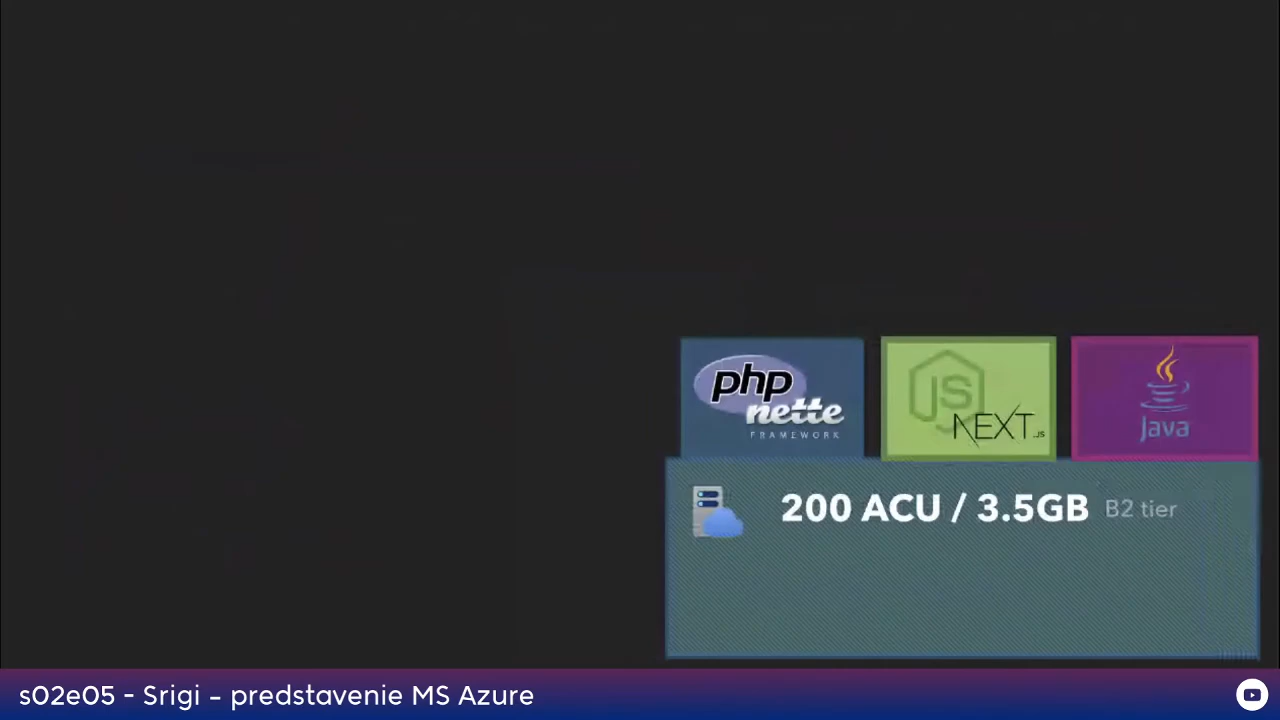 php
nette
FRAMEWORK
JS
NEXT.JS
java
200 ACU / 3.5GB B2 tier
s02e05 - Srigi - predstavenie MS Azure